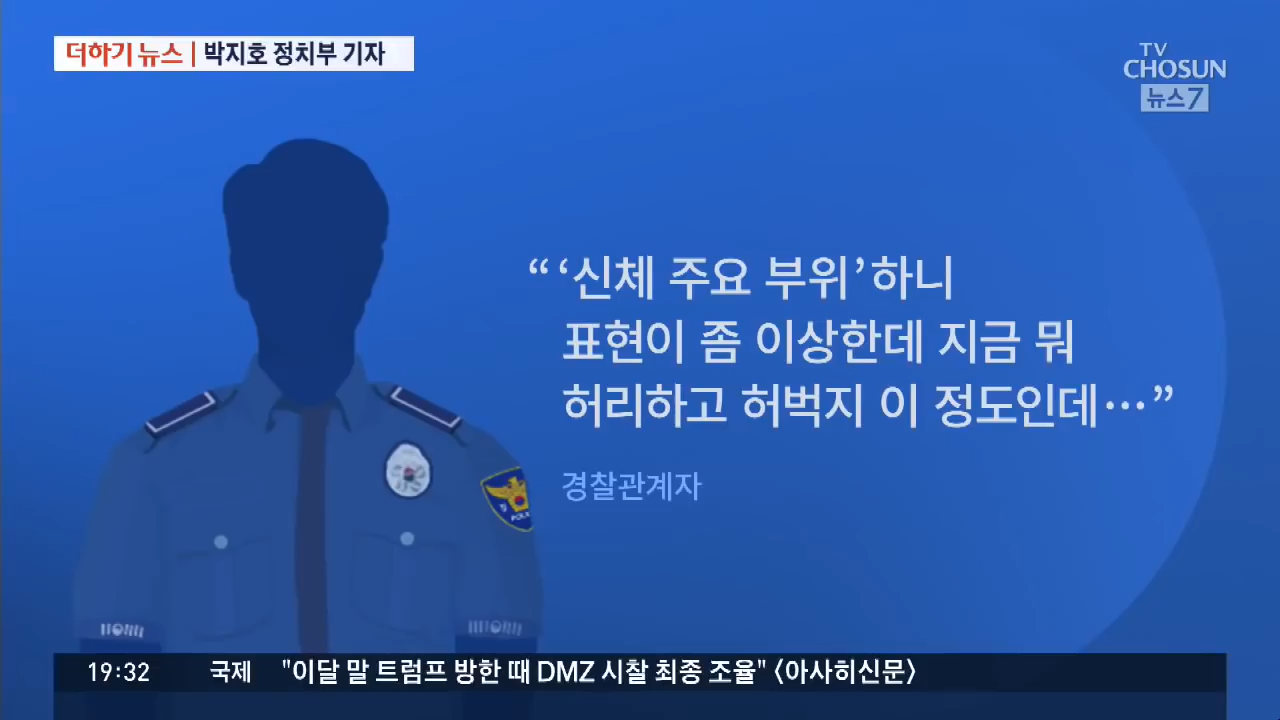 더하기 뉴스 | 박지호 정치부 기자
TV
CHOSUN
뉴스7
“‘신체 주요 부위’하니
표현이 좀 이상한데 지금 뭐
허리하고 허벅지 이 정도인데…”
경찰관계자
19:32 국제 "이달 말 트럼프 방한 때 DMZ 시찰 최종 조율" 〈아사히신문〉